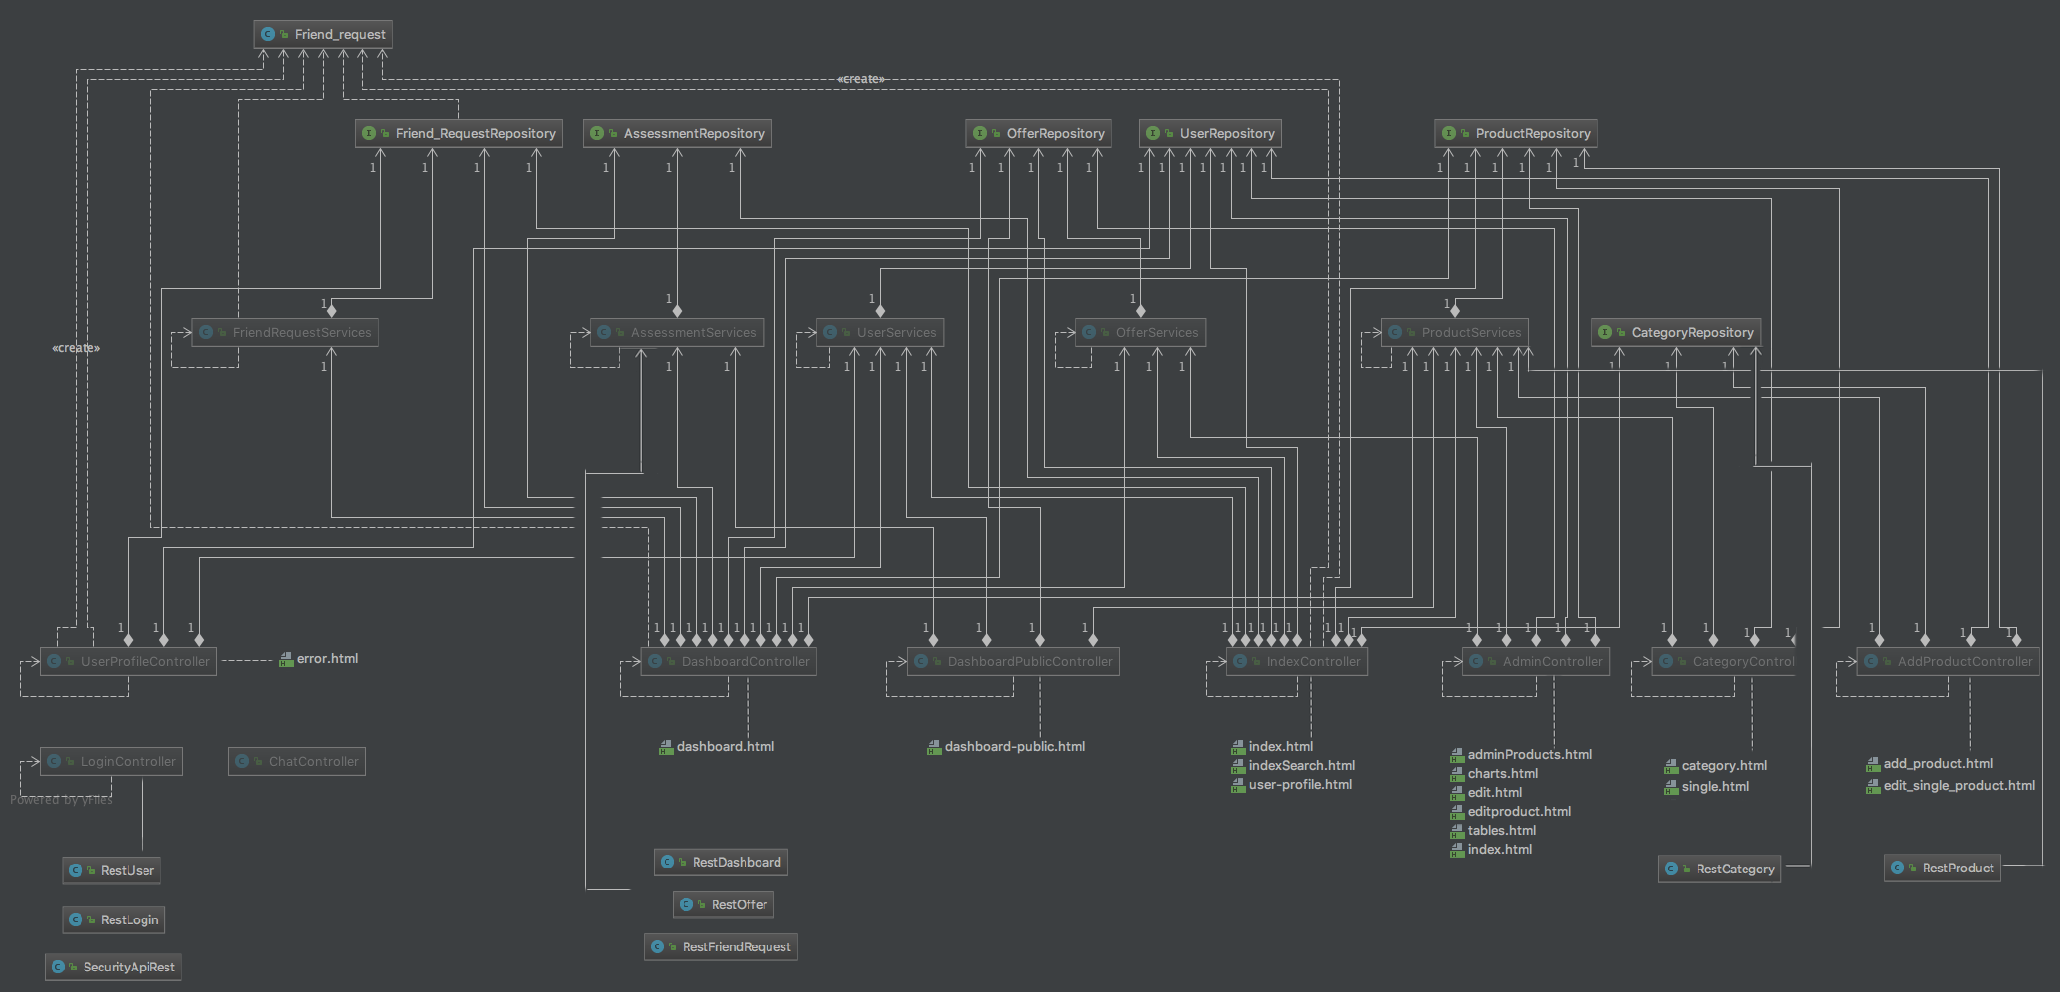 Friend_request
«create»
Friend_RequestRepository
AssessmentRepository
OfferRepository
UserRepository
ProductRepository
1 1 1 1 1 1 1 1 1 1 1 1 1 1 1 1 1 1 1 1 1 1 1 1 1
1 1 1 1 1
FriendRequestServices
AssessmentServices
UserServices
OfferServices
ProductServices
CategoryRepository
«create»
1 1 1 1 1 1 1 1 1 1 1 1 1 1 1 1 1 1 1 1
1 1 1 1 1 1 1 1 1 1 1 1 1 1 1 1 1 1 1 1 1 1 1 1 1 1 1 1 1 1 1 1 1 1 1 1 1 1 1 1 1
UserProfileController
error.html
DashboardController
DashboardPublicController
IndexController
AdminController
CategoryControl
AddProductController
dashboard.html
dashboard-public.html
index.html
indexSearch.html
user-profile.html
adminProducts.html
charts.html
edit.html
editproduct.html
tables.html
index.html
category.html
single.html
add_product.html
edit_single_product.html
LoginController
ChatController
Powered by yFiles
RestUser
RestLogin
SecurityApiRest
RestDashboard
RestOffer
RestFriendRequest
RestCategory
RestProduct